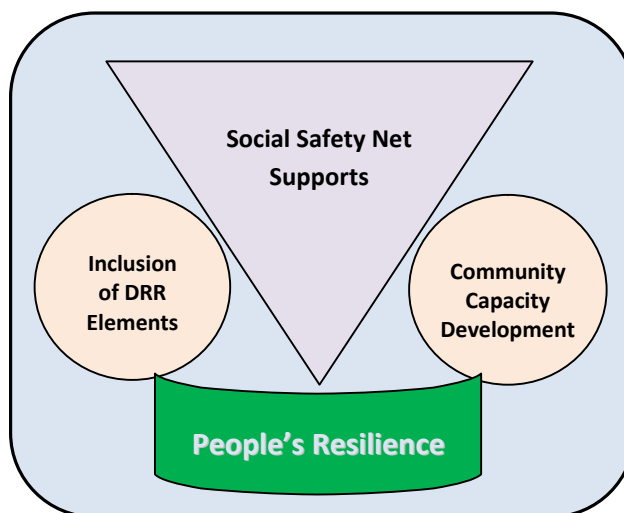 Social Safety Net
Supports
Inclusion
of DRR
Elements
Community
Capacity
Development
People’s Resilience